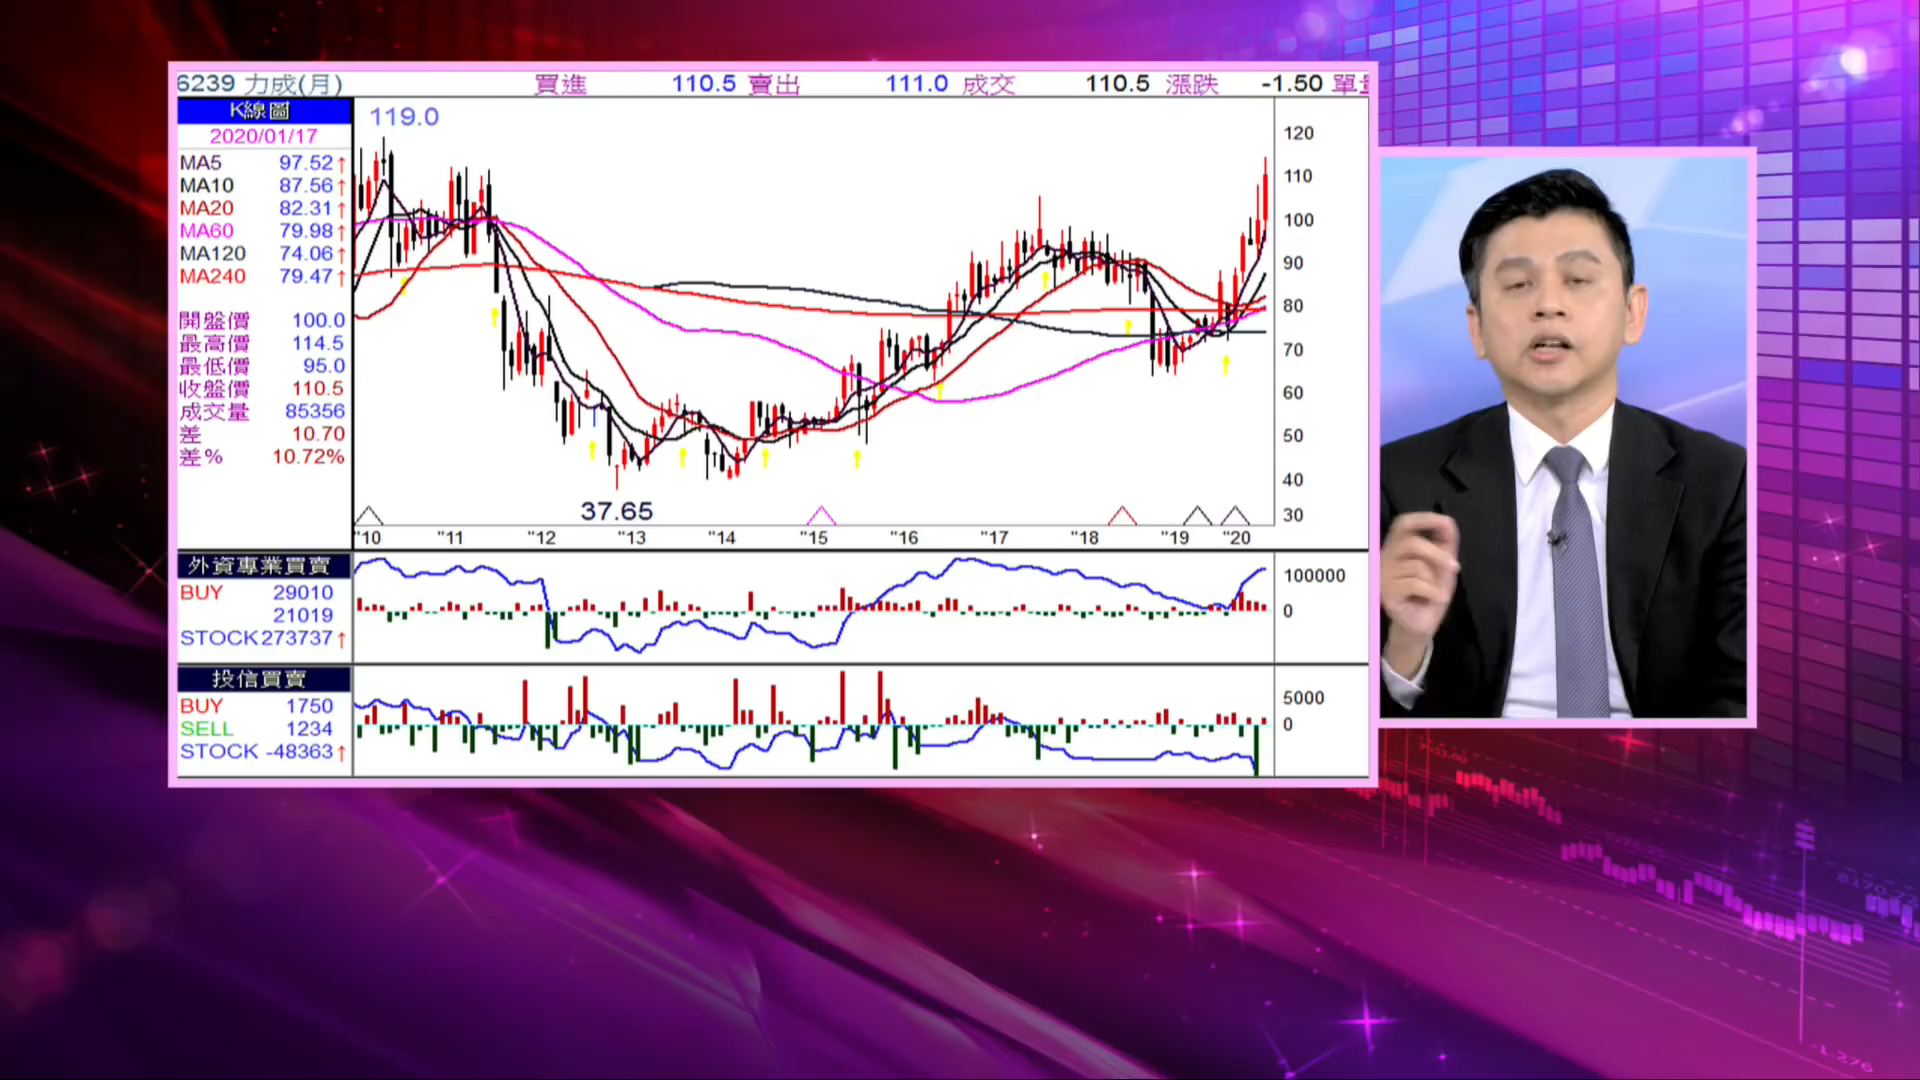 6239 力成(月) 買進 110.5 賣出 111.0 成交 110.5 漲跌 -1.50
K線圖
2020/01/17
MA5 97.52↑
MA10 87.56↑
MA20 82.31↑
MA60 79.98↑
MA120 74.06↑
MA240 79.47↑
開盤價 100.0
最高價 114.5
最低價 95.0
收盤價 110.5
成交量 85356
差 10.70
差% 10.72%
119.0
37.65
120
110
100
90
80
70
60
50
40
30
"10 "11 "12 "13 "14 "15 "16 "17 "18 "19 "20
外資專業買賣
BUY 29010
21019
STOCK 273737↑
100000
0
投信買賣
BUY 1750
SELL 1234
STOCK -48363↑
5000
0
-1.276